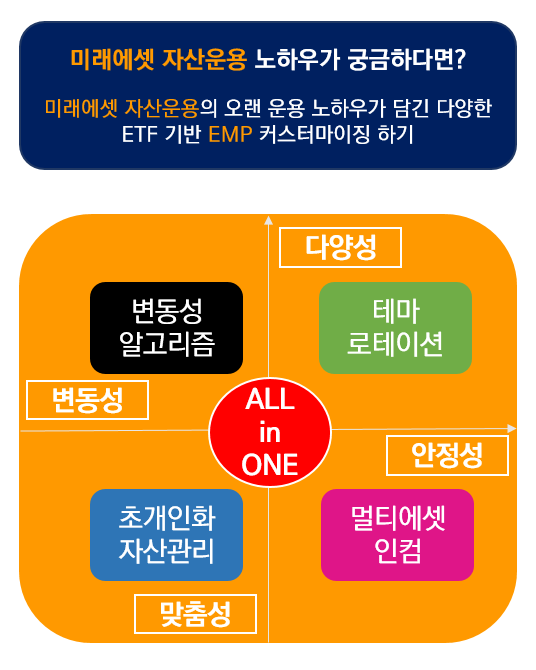 미래에셋 자산운용 노하우가 궁금하다면?
미래에셋 자산운용의 오랜 운용 노하우가 담긴 다양한
ETF 기반 EMP 커스터마이징 하기
다양성
변동성
알고리즘
테마
로테이션
변동성
ALL
in
ONE
안정성
초개인화
자산관리
멀티에셋
인컴
맞춤성